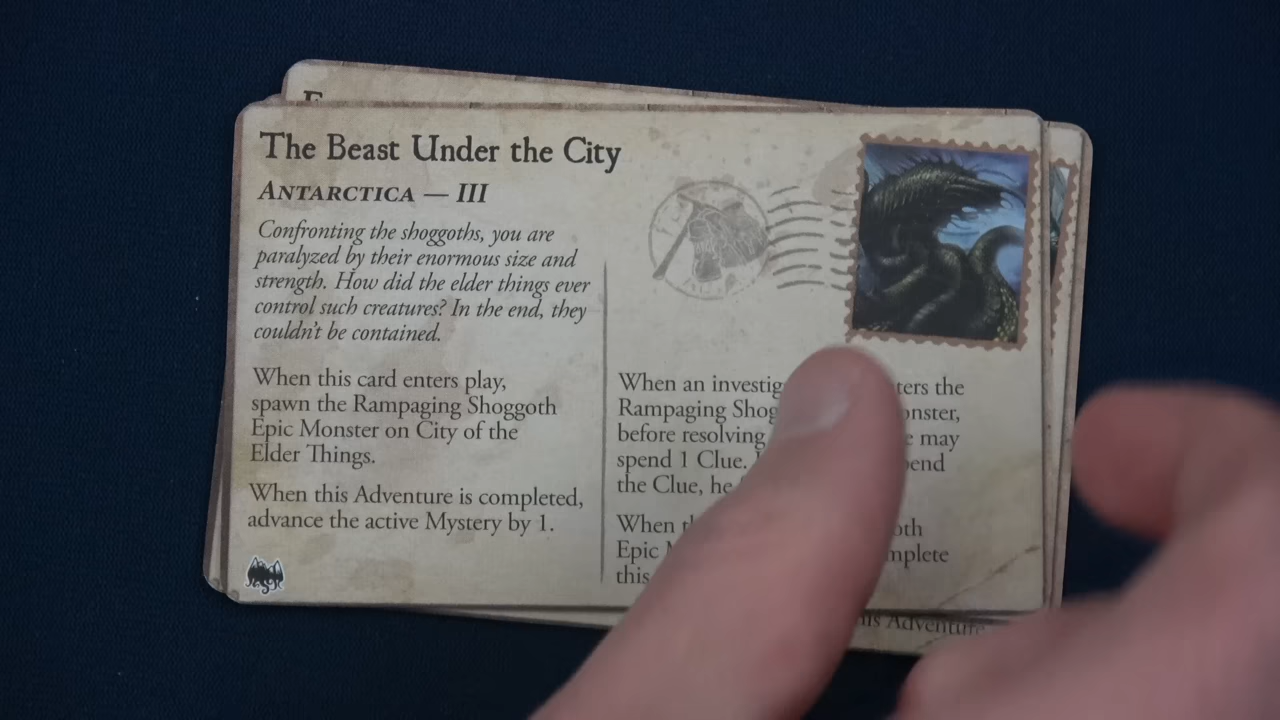 The Beast Under the City
Antarctica — III
Confronting the shoggoths, you are
paralyzed by their enormous size and
strength. How did the elder things ever
control such creatures? In the end, they
couldn't be contained.
When this card enters play,
spawn the Rampaging Shoggoth
Epic Monster on City of the
Elder Things.
When this Adventure is completed,
advance the active Mystery by 1.
When an
Rampaging
before resolving may
spend 1 Clue.
the Clue, he
When
Epic
this
Adventure